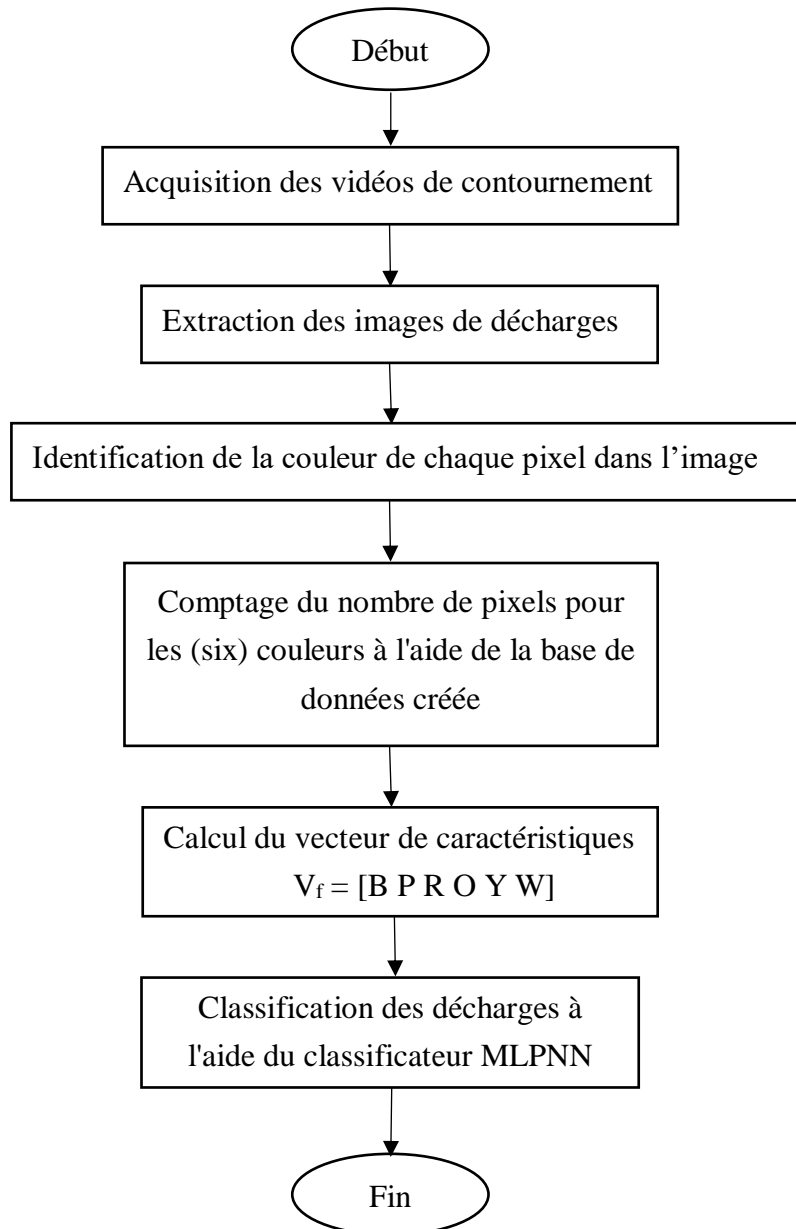 Début
Acquisition des vidéos de contournement
Extraction des images de décharges
Identification de la couleur de chaque pixel dans l’image
Comptage du nombre de pixels pour
les (six) couleurs à l'aide de la base de
données créée
Calcul du vecteur de caractéristiques
V_f = [B P R O Y W]
Classification des décharges à
l'aide du classificateur MLPNN
Fin